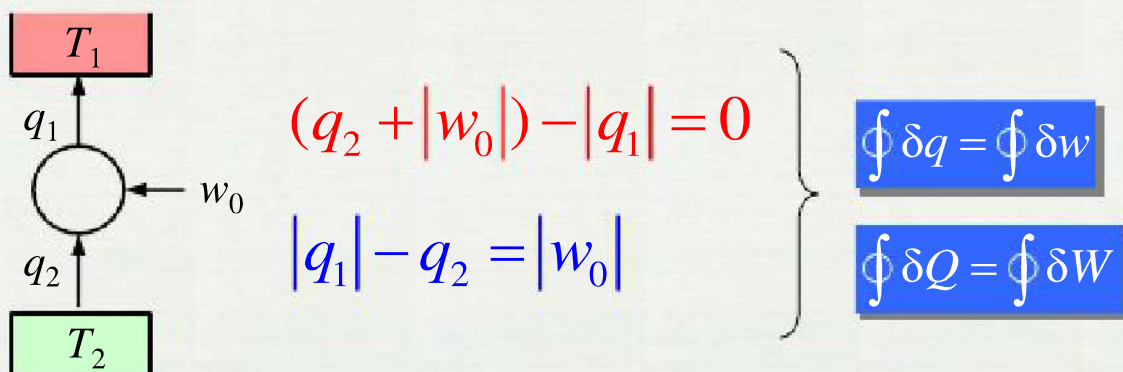 T₁
q₁
w₀
q₂
T₂
(q₂ + |w₀|) − |q₁| = 0
|q₁| − q₂ = |w₀|
∮ δq = ∮ δw
∮ δQ = ∮ δW